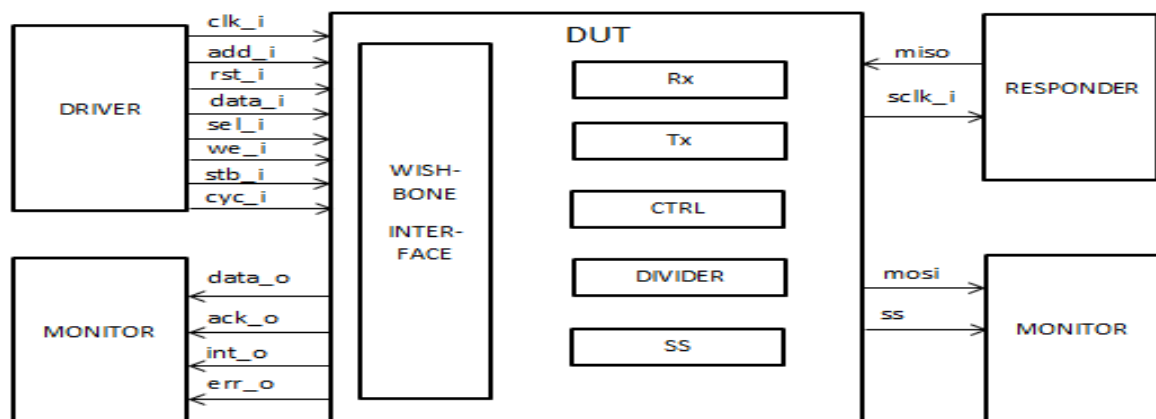 clk_i
add_i
rst_i
data_i
sel_i
we_i
stb_i
cyc_i
DRIVER
data_o
ack_o
int_o
err_o
MONITOR
DUT
WISH-
BONE
INTER-
FACE
Rx
Tx
CTRL
DIVIDER
SS
miso
sclk_i
RESPONDER
mosi
ss
MONITOR